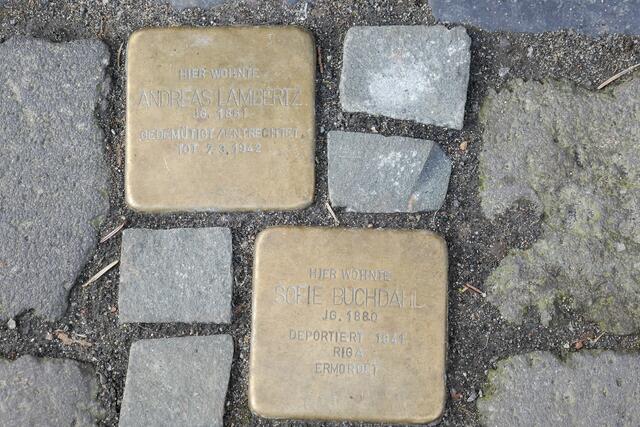 HIER WOHNTE
ANDREAS LAMBERTZ
JG. 1881
GEDEMÜTIGT/ENTRECHTET
TOT 7.3.1942
HIER WOHNTE
SOFIE BUCHDAHL
JG. 1880
DEPORTIERT 1941
RIGA
ERMORDET